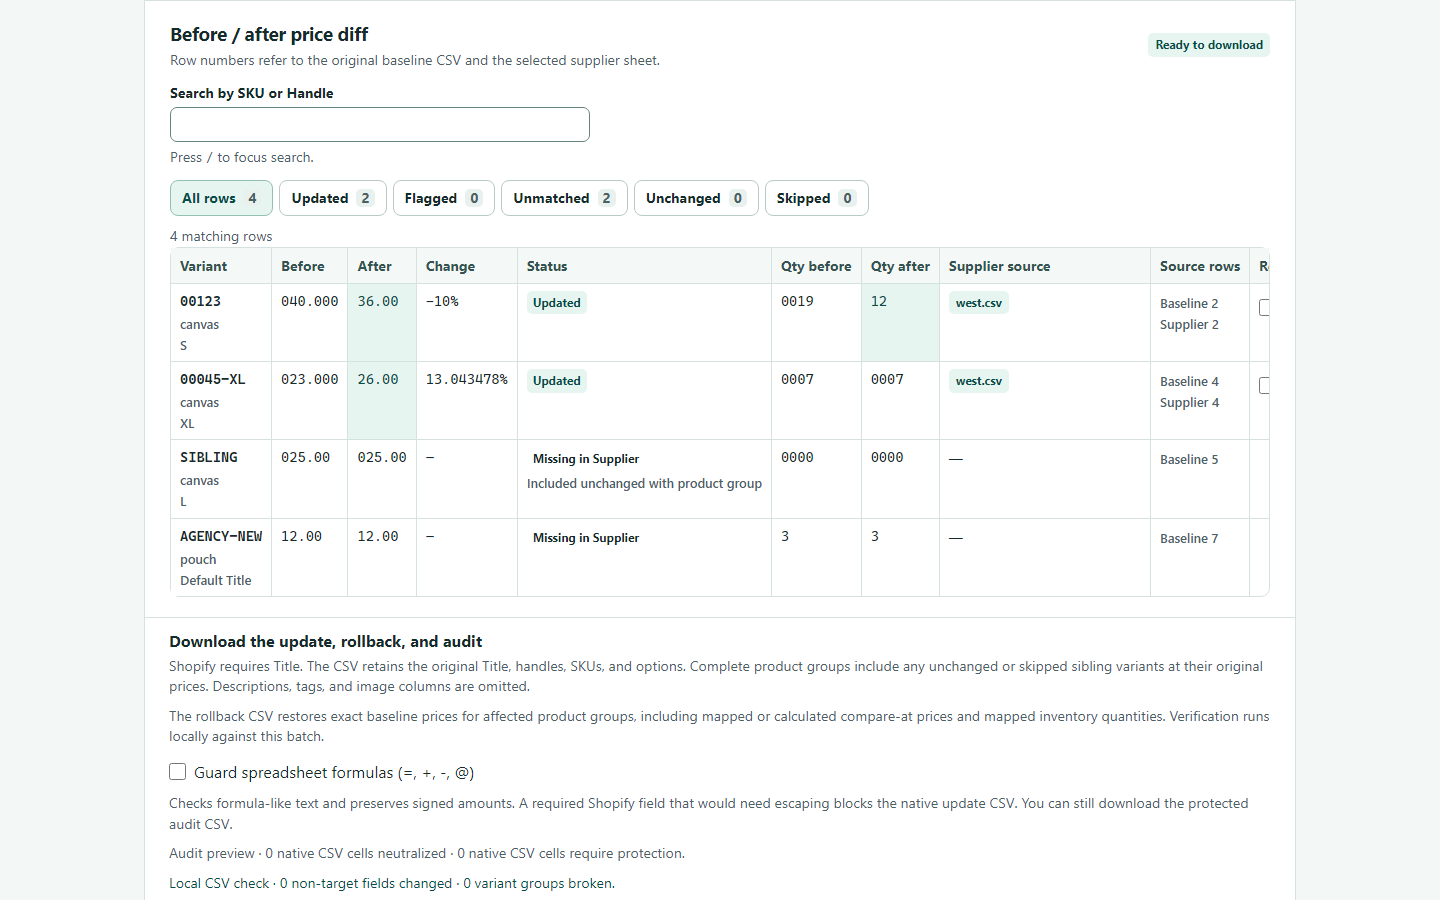 Before / after price diff
Ready to download
Row numbers refer to the original baseline CSV and the selected supplier sheet.
Search by SKU or Handle
Press / to focus search.
All rows 4 Updated 2 Flagged 0 Unmatched 2 Unchanged 0 Skipped 0
4 matching rows
Variant Before After Change Status Qty before Qty after Supplier source Source rows
00123 040.000 36.00 −10% Updated 0019 12 west.csv Baseline 2
canvas Supplier 2
S
00045-XL 023.000 26.00 13.043478% Updated 0007 0007 west.csv Baseline 4
canvas Supplier 4
XL
SIBLING 025.00 025.00 — Missing in Supplier 0000 0000 — Baseline 5
canvas Included unchanged with product group
L
AGENCY-NEW 12.00 12.00 — Missing in Supplier 3 3 — Baseline 7
pouch
Default Title
Download the update, rollback, and audit
Shopify requires Title. The CSV retains the original Title, handles, SKUs, and options. Complete product groups include any unchanged or skipped sibling variants at their original
prices. Descriptions, tags, and image columns are omitted.
The rollback CSV restores exact baseline prices for affected product groups, including mapped or calculated compare-at prices and mapped inventory quantities. Verification runs
locally against this batch.
Guard spreadsheet formulas (=, +, -, @)
Checks formula-like text and preserves signed amounts. A required Shopify field that would need escaping blocks the native update CSV. You can still download the protected
audit CSV.
Audit preview · 0 native CSV cells neutralized · 0 native CSV cells require protection.
Local CSV check · 0 non-target fields changed · 0 variant groups broken.